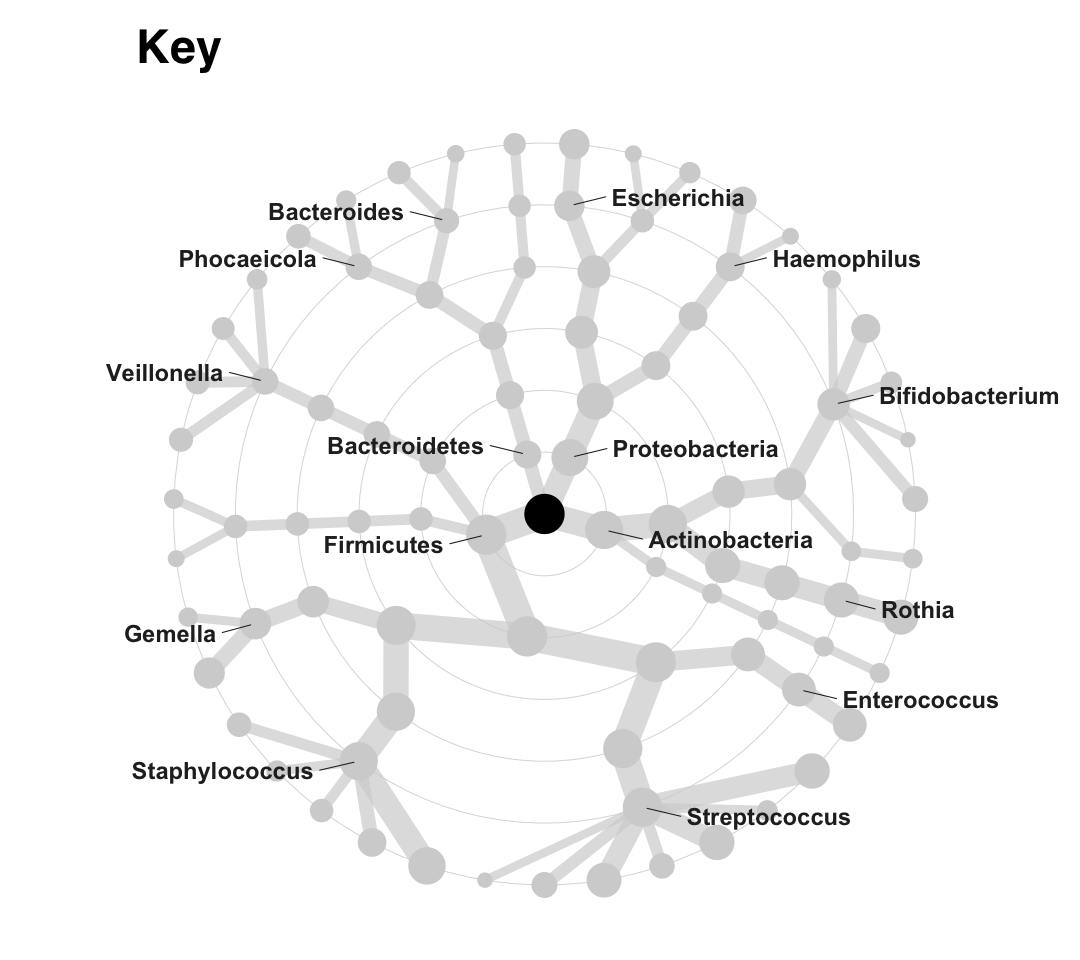 Key
Escherichia
Bacteroides
Phocaeicola
Haemophilus
Veillonella
Bifidobacterium
Bacteroidetes
Proteobacteria
Firmicutes
Actinobacteria
Rothia
Gemella
Enterococcus
Staphylococcus
Streptococcus